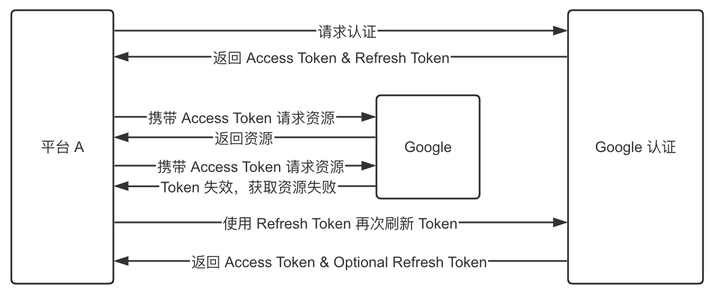 请求认证
返回 Access Token & Refresh Token
携带 Access Token 请求资源
返回资源
平台 A
Google
Google 认证
携带 Access Token 请求资源
Token 失效，获取资源失败
使用 Refresh Token 再次刷新 Token
返回 Access Token & Optional Refresh Token